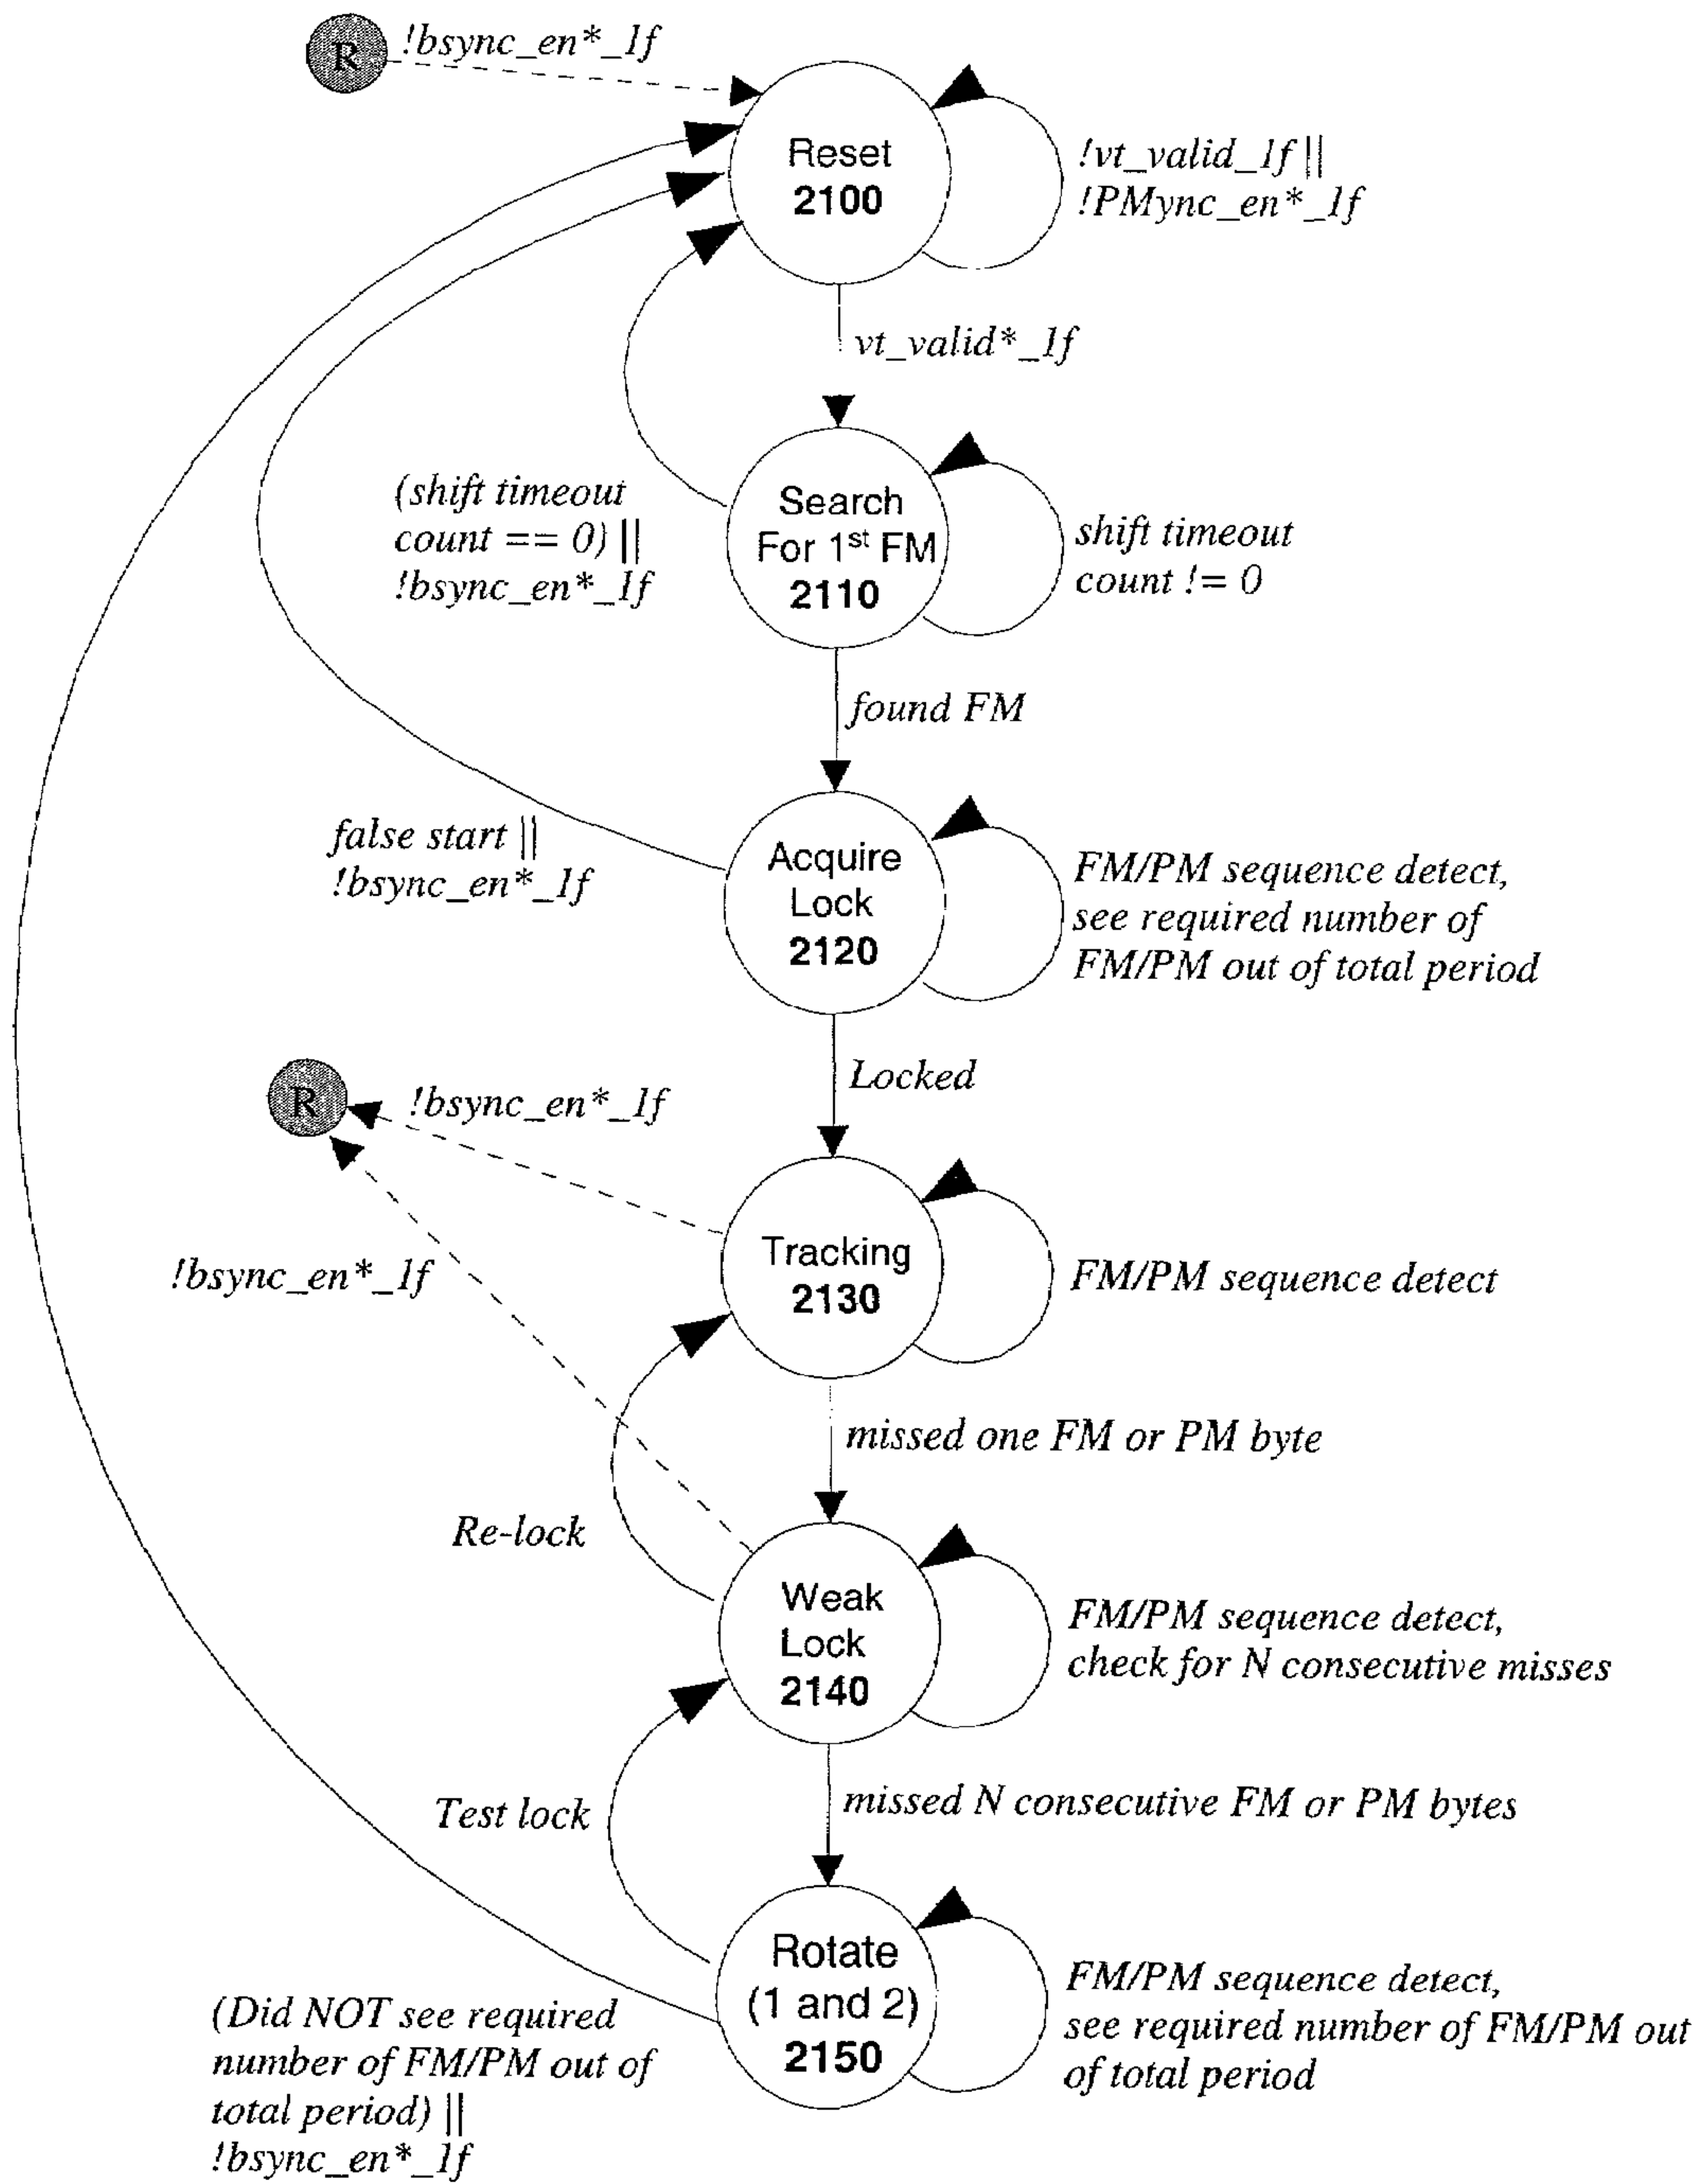 R
!bsync_en*_1f
Reset
2100
!vt_valid_1f ||
!PMync_en*_1f
vt_valid*_1f
(shift timeout
count == 0) ||
!bsync_en*_1f
Search
For 1st FM
2110
shift timeout
count != 0
found FM
false start ||
!bsync_en*_1f
Acquire
Lock
2120
FM/PM sequence detect,
see required number of
FM/PM out of total period
Locked
R
!bsync_en*_1f
!bsync_en*_1f
Tracking
2130
FM/PM sequence detect
missed one FM or PM byte
Re-lock
Weak
Lock
2140
FM/PM sequence detect,
check for N consecutive misses
Test lock
missed N consecutive FM or PM bytes
Rotate
(1 and 2)
2150
FM/PM sequence detect,
see required number of FM/PM out
of total period
(Did NOT see required
number of FM/PM out of
total period) ||
!bsync_en*_1f